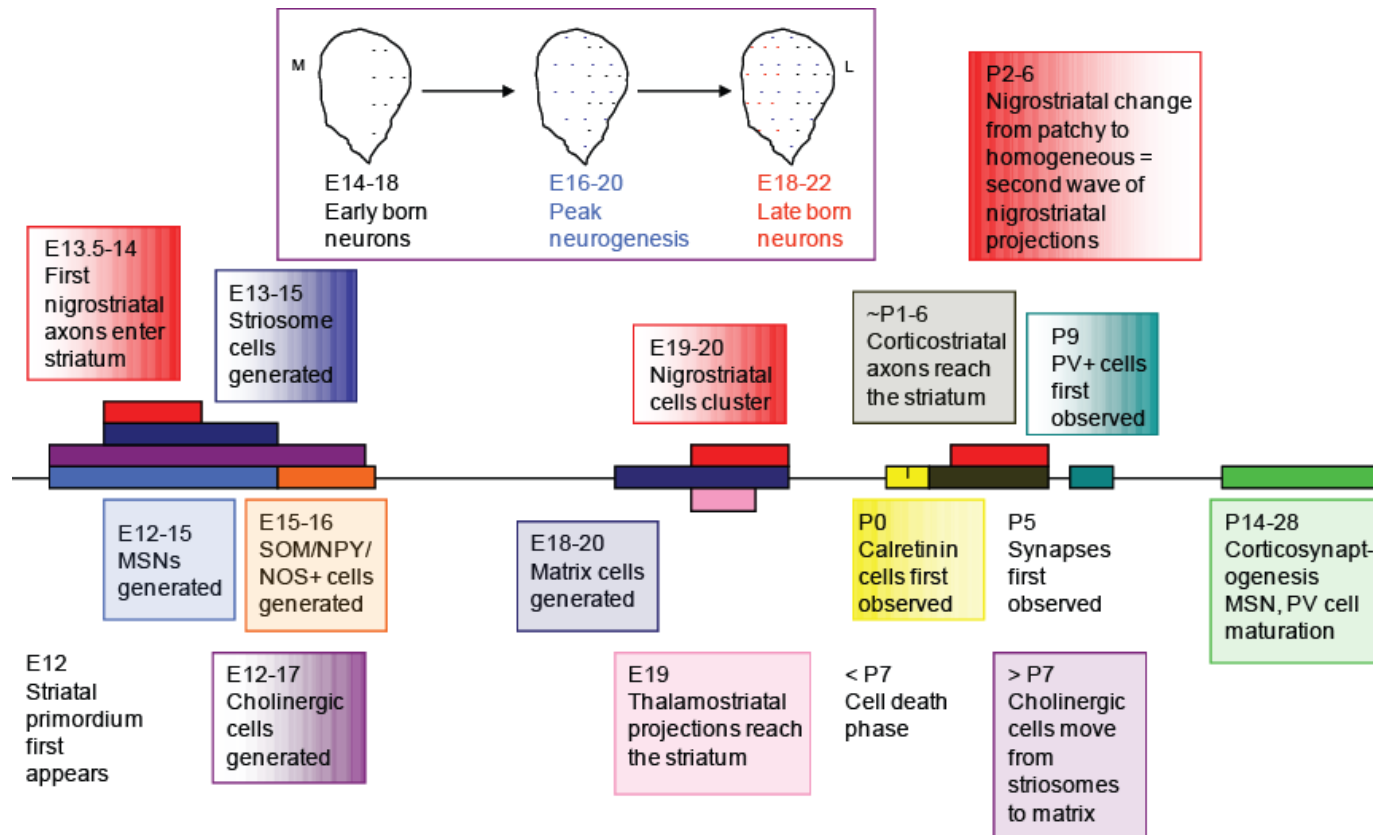 M
L
E14-18
Early born
neurons
E16-20
Peak
neurogenesis
E18-22
Late born
neurons
P2-6
Nigrostriatal change
from patchy to
homogeneous =
second wave of
nigrostriatal
projections
E13.5-14
First
nigrostriatal
axons enter
striatum
E13-15
Striosome
cells
generated
E19-20
Nigrostriatal
cells cluster
~P1-6
Corticostriatal
axons reach
the striatum
P9
PV+ cells
first
observed
E12-15
MSNs
generated
E15-16
SOM/NPY/
NOS+ cells
generated
E18-20
Matrix cells
generated
P0
Calretinin
cells first
observed
P5
Synapses
first
observed
P14-28
Corticosynapt-
ogenesis
MSN, PV cell
maturation
E12
Striatal
primordium
first
appears
E12-17
Cholinergic
cells
generated
E19
Thalamostriatal
projections reach
the striatum
< P7
Cell death
phase
> P7
Cholinergic
cells move
from
striosomes
to matrix